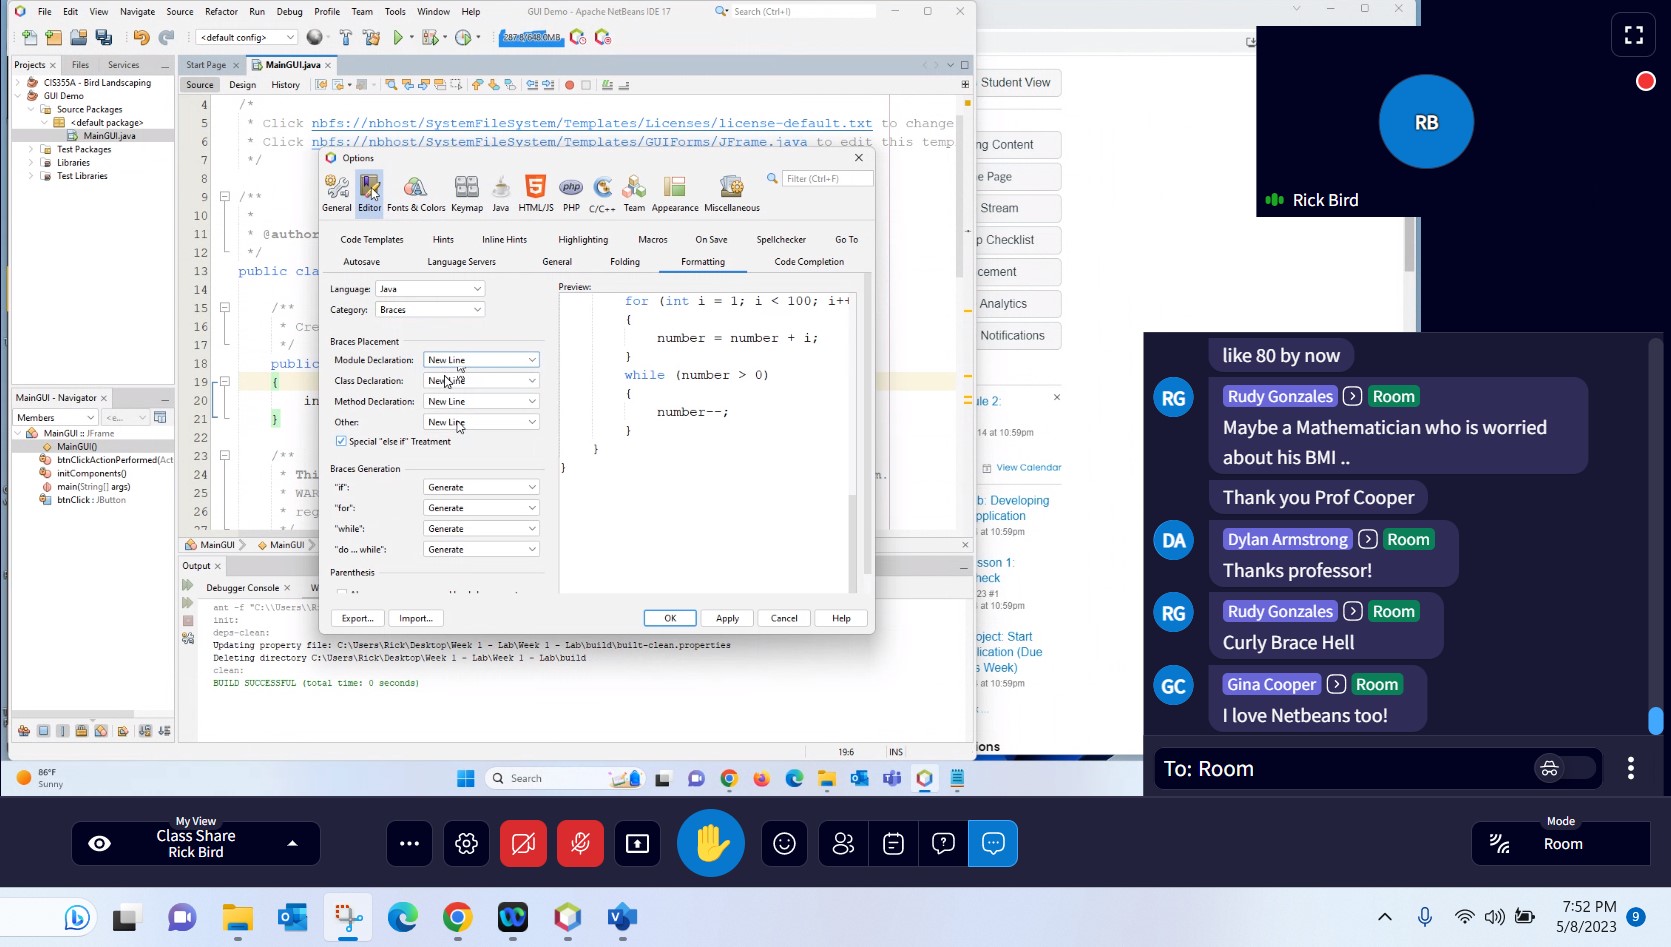 File Edit View Navigate Source Refactor Run Debug Profile Team Tools Window Help
GUI Demo - Apache NetBeans IDE 17
Search (Ctrl+I)
<default config>
287.8/648.0MB
Projects Files Services
CIS355A - Bird Landscaping
GUI Demo
Source Packages
<default package>
MainGUI.java
Test Packages
Libraries
Test Libraries
Start Page MainGUI.java
Source Design History
4 /*
5 * Click nbfs://nbhost/SystemFileSystem/Templates/Licenses/license-default.txt to change
6 * Click nbfs://nbhost/SystemFileSystem/Templates/GUIForms/JFrame.java to edit this temp
7 */
8
9 /**
10 *
11 * @author
12 */
13 public cla
14
15 /**
16 * Cre
17 */
18 public
19 {
20 in
21 }
22
23 /**
24 * Thi
25 * WAR
26 * reg
27
n.
Options
General Editor Fonts & Colors Keymap Java HTML/JS PHP C/C++ Team Appearance Miscellaneous
Filter (Ctrl+F)
Code Templates Hints Inline Hints Highlighting Macros On Save Spellchecker Go To
Autosave Language Servers General Folding Formatting Code Completion
Language: Java
Category: Braces
Braces Placement
Module Declaration: New Line
Class Declaration: New Line
Method Declaration: New Line
Other: New Line
Special "else if" Treatment
Braces Generation
"if": Generate
"for": Generate
"while": Generate
"do ... while": Generate
Parenthesis
Preview:
for (int i = 1; i < 100; i++
{
number = number + i;
}
while (number > 0)
{
number--;
}
}
}
Export... Import... OK Apply Cancel Help
MainGUI.java - Navigator
Members <e...
MainGUI :: JFrame
MainGUI()
btnClickActionPerformed(Act
initComponents()
main(String[] args)
btnClick : JButton
MainGUI MainGUI
Output
Debugger Console W
ant -f "C:\\Users\\R
init:
deps-clean:
Updating property file: C:\Users\Rick\Desktop\Week 1 - Lab\Week 1 - Lab\build\built-clean.properties
Deleting directory C:\Users\Rick\Desktop\Week 1 - Lab\Week 1 - Lab\build
clean:
BUILD SUCCESSFUL (total time: 0 seconds)
19:6 INS
86°F
Sunny
Search
Student View
ng Content
e Page
Stream
p Checklist
cement
Analytics
Notifications
ule 2:
14 at 10:59pm
View Calendar
b: Developing
pplication
at 10:59pm
sson 1:
heck
23 #1
at 10:59pm
oject: Start
lication (Due
s Week)
at 10:59pm
ions
RB
Rick Bird
like 80 by now
RG Rudy Gonzales Room
Maybe a Mathematician who is worried
about his BMI ..
Thank you Prof Cooper
DA Dylan Armstrong Room
Thanks professor!
RG Rudy Gonzales Room
Curly Brace Hell
GC Gina Cooper Room
I love Netbeans too!
To: Room
My View
Class Share
Rick Bird
Mode
Room
7:52 PM
5/8/2023
9